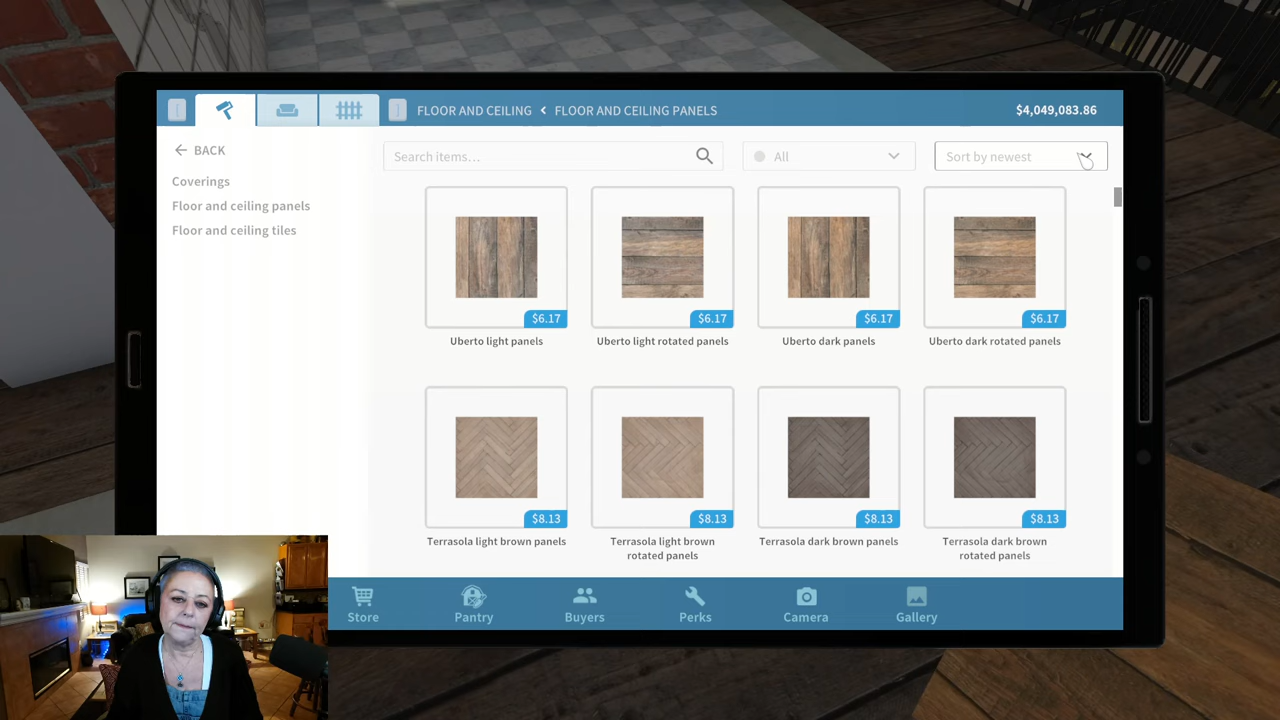 FLOOR AND CEILING < FLOOR AND CEILING PANELS
$4,049,083.86
BACK
Coverings
Floor and ceiling panels
Floor and ceiling tiles
Search items...
All
Sort by newest
$6.17
$6.17
$6.17
$6.17
Uberto light panels
Uberto light rotated panels
Uberto dark panels
Uberto dark rotated panels
$8.13
$8.13
$8.13
$8.13
Terrasola light brown panels
Terrasola light brown
rotated panels
Terrasola dark brown panels
Terrasola dark brown
rotated panels
Store
Pantry
Buyers
Perks
Camera
Gallery